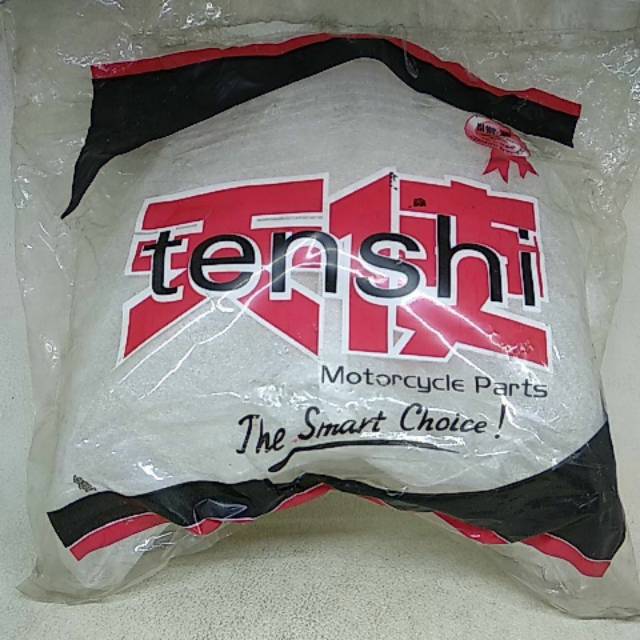 天使
tenshi
Motorcycle Parts
The Smart Choice!